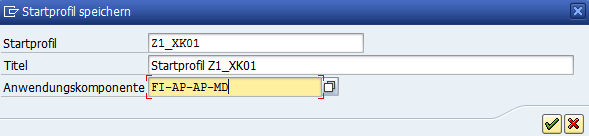 Startprofil speichern
Startprofil Z1_XK01
Titel Startprofil Z1_XK01
Anwendungskomponente FI-AP-AP-MD